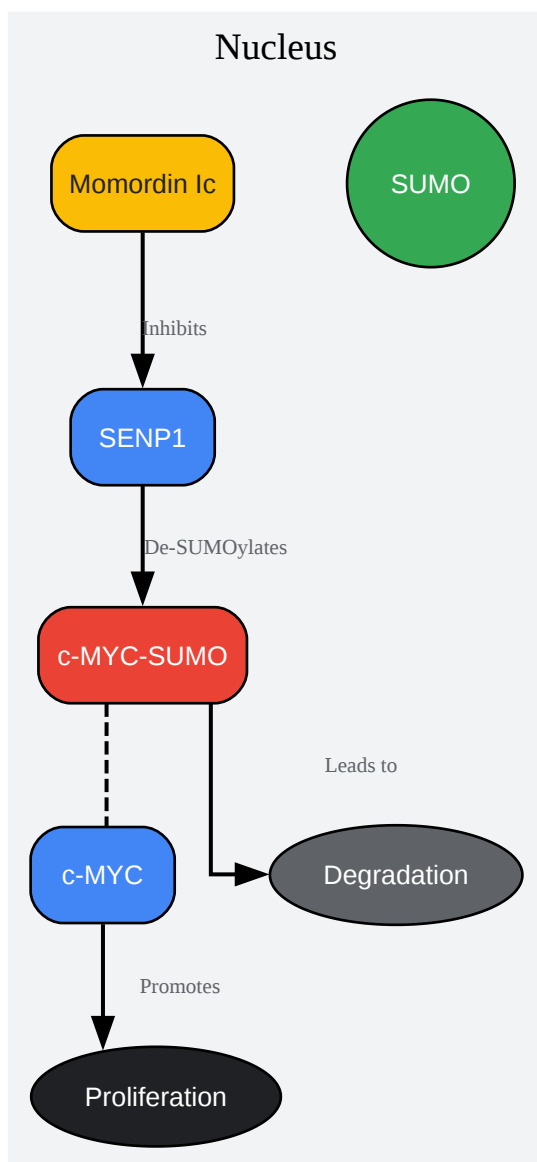 Nucleus
Momordin Ic
SUMO
Inhibits
SENP1
De-SUMOylates
c-MYC-SUMO
Leads to
c-MYC
Degradation
Promotes
Proliferation